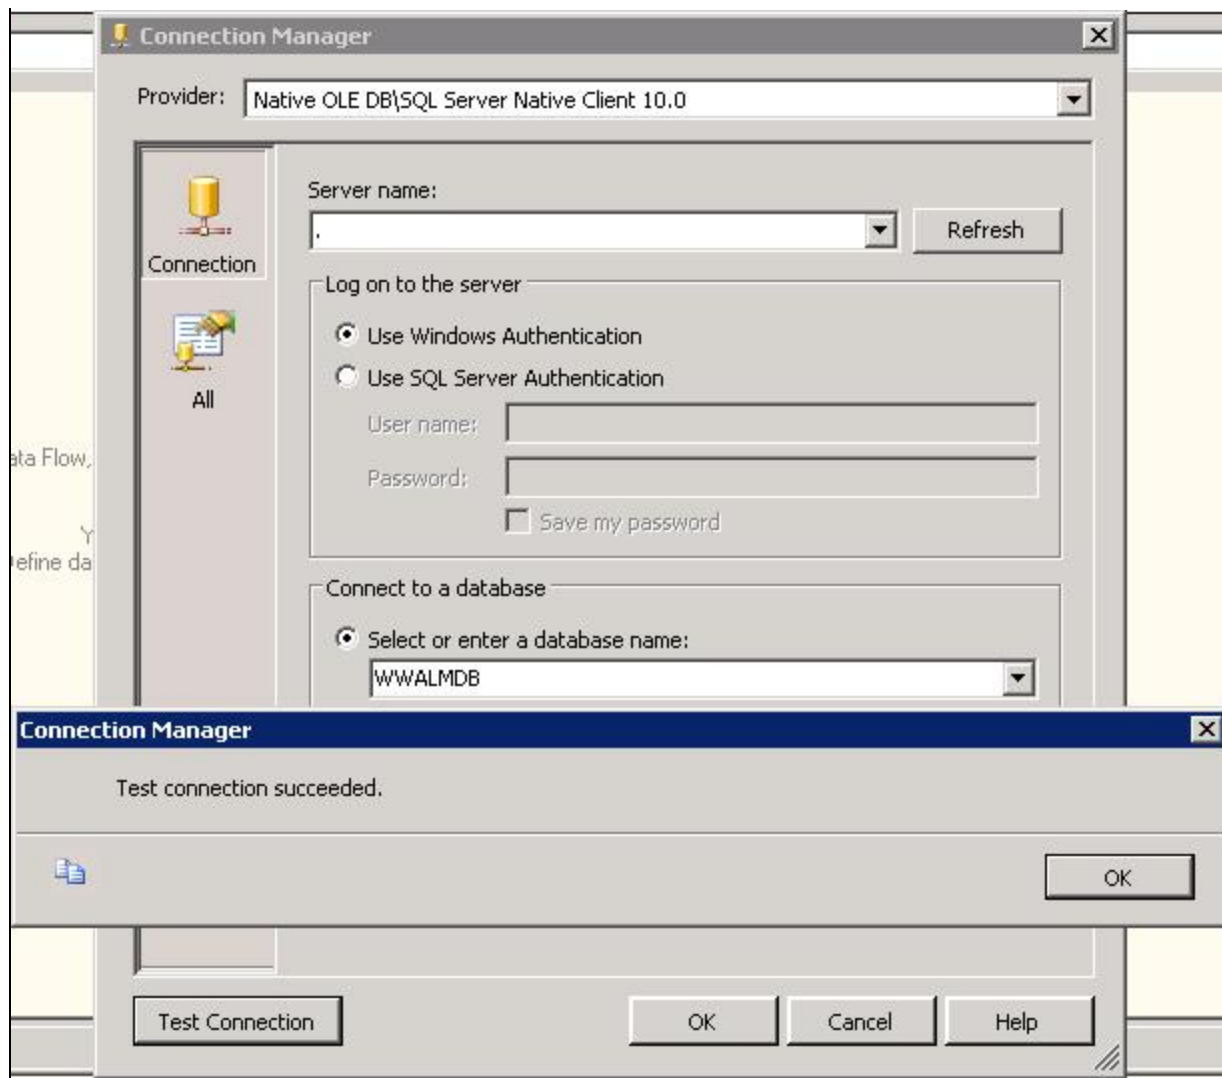 Connection Manager
Provider: Native OLE DB\SQL Server Native Client 10.0
Server name:
. Refresh
Connection
Log on to the server
Use Windows Authentication
Use SQL Server Authentication
All
User name:
Password:
Save my password
ata Flow,
Y
efine da
Connect to a database
Select or enter a database name:
WWALMDB
Connection Manager
Test connection succeeded.
OK
Test Connection OK Cancel Help